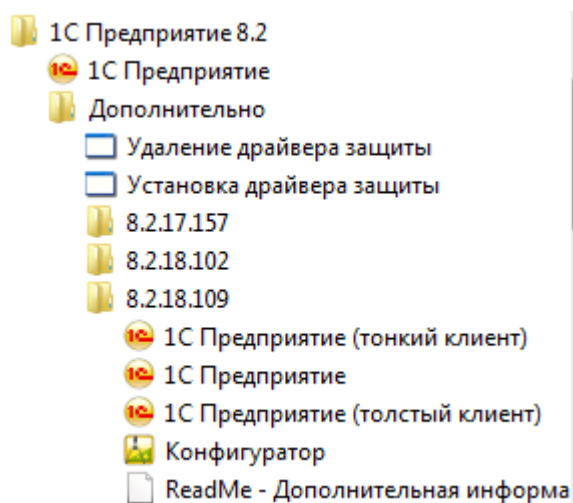 1С Предприятие 8.2
1С Предприятие
Дополнительно
Удаление драйвера защиты
Установка драйвера защиты
8.2.17.157
8.2.18.102
8.2.18.109
1С Предприятие (тонкий клиент)
1С Предприятие
1С Предприятие (толстый клиент)
Конфигуратор
ReadMe - Дополнительная информа